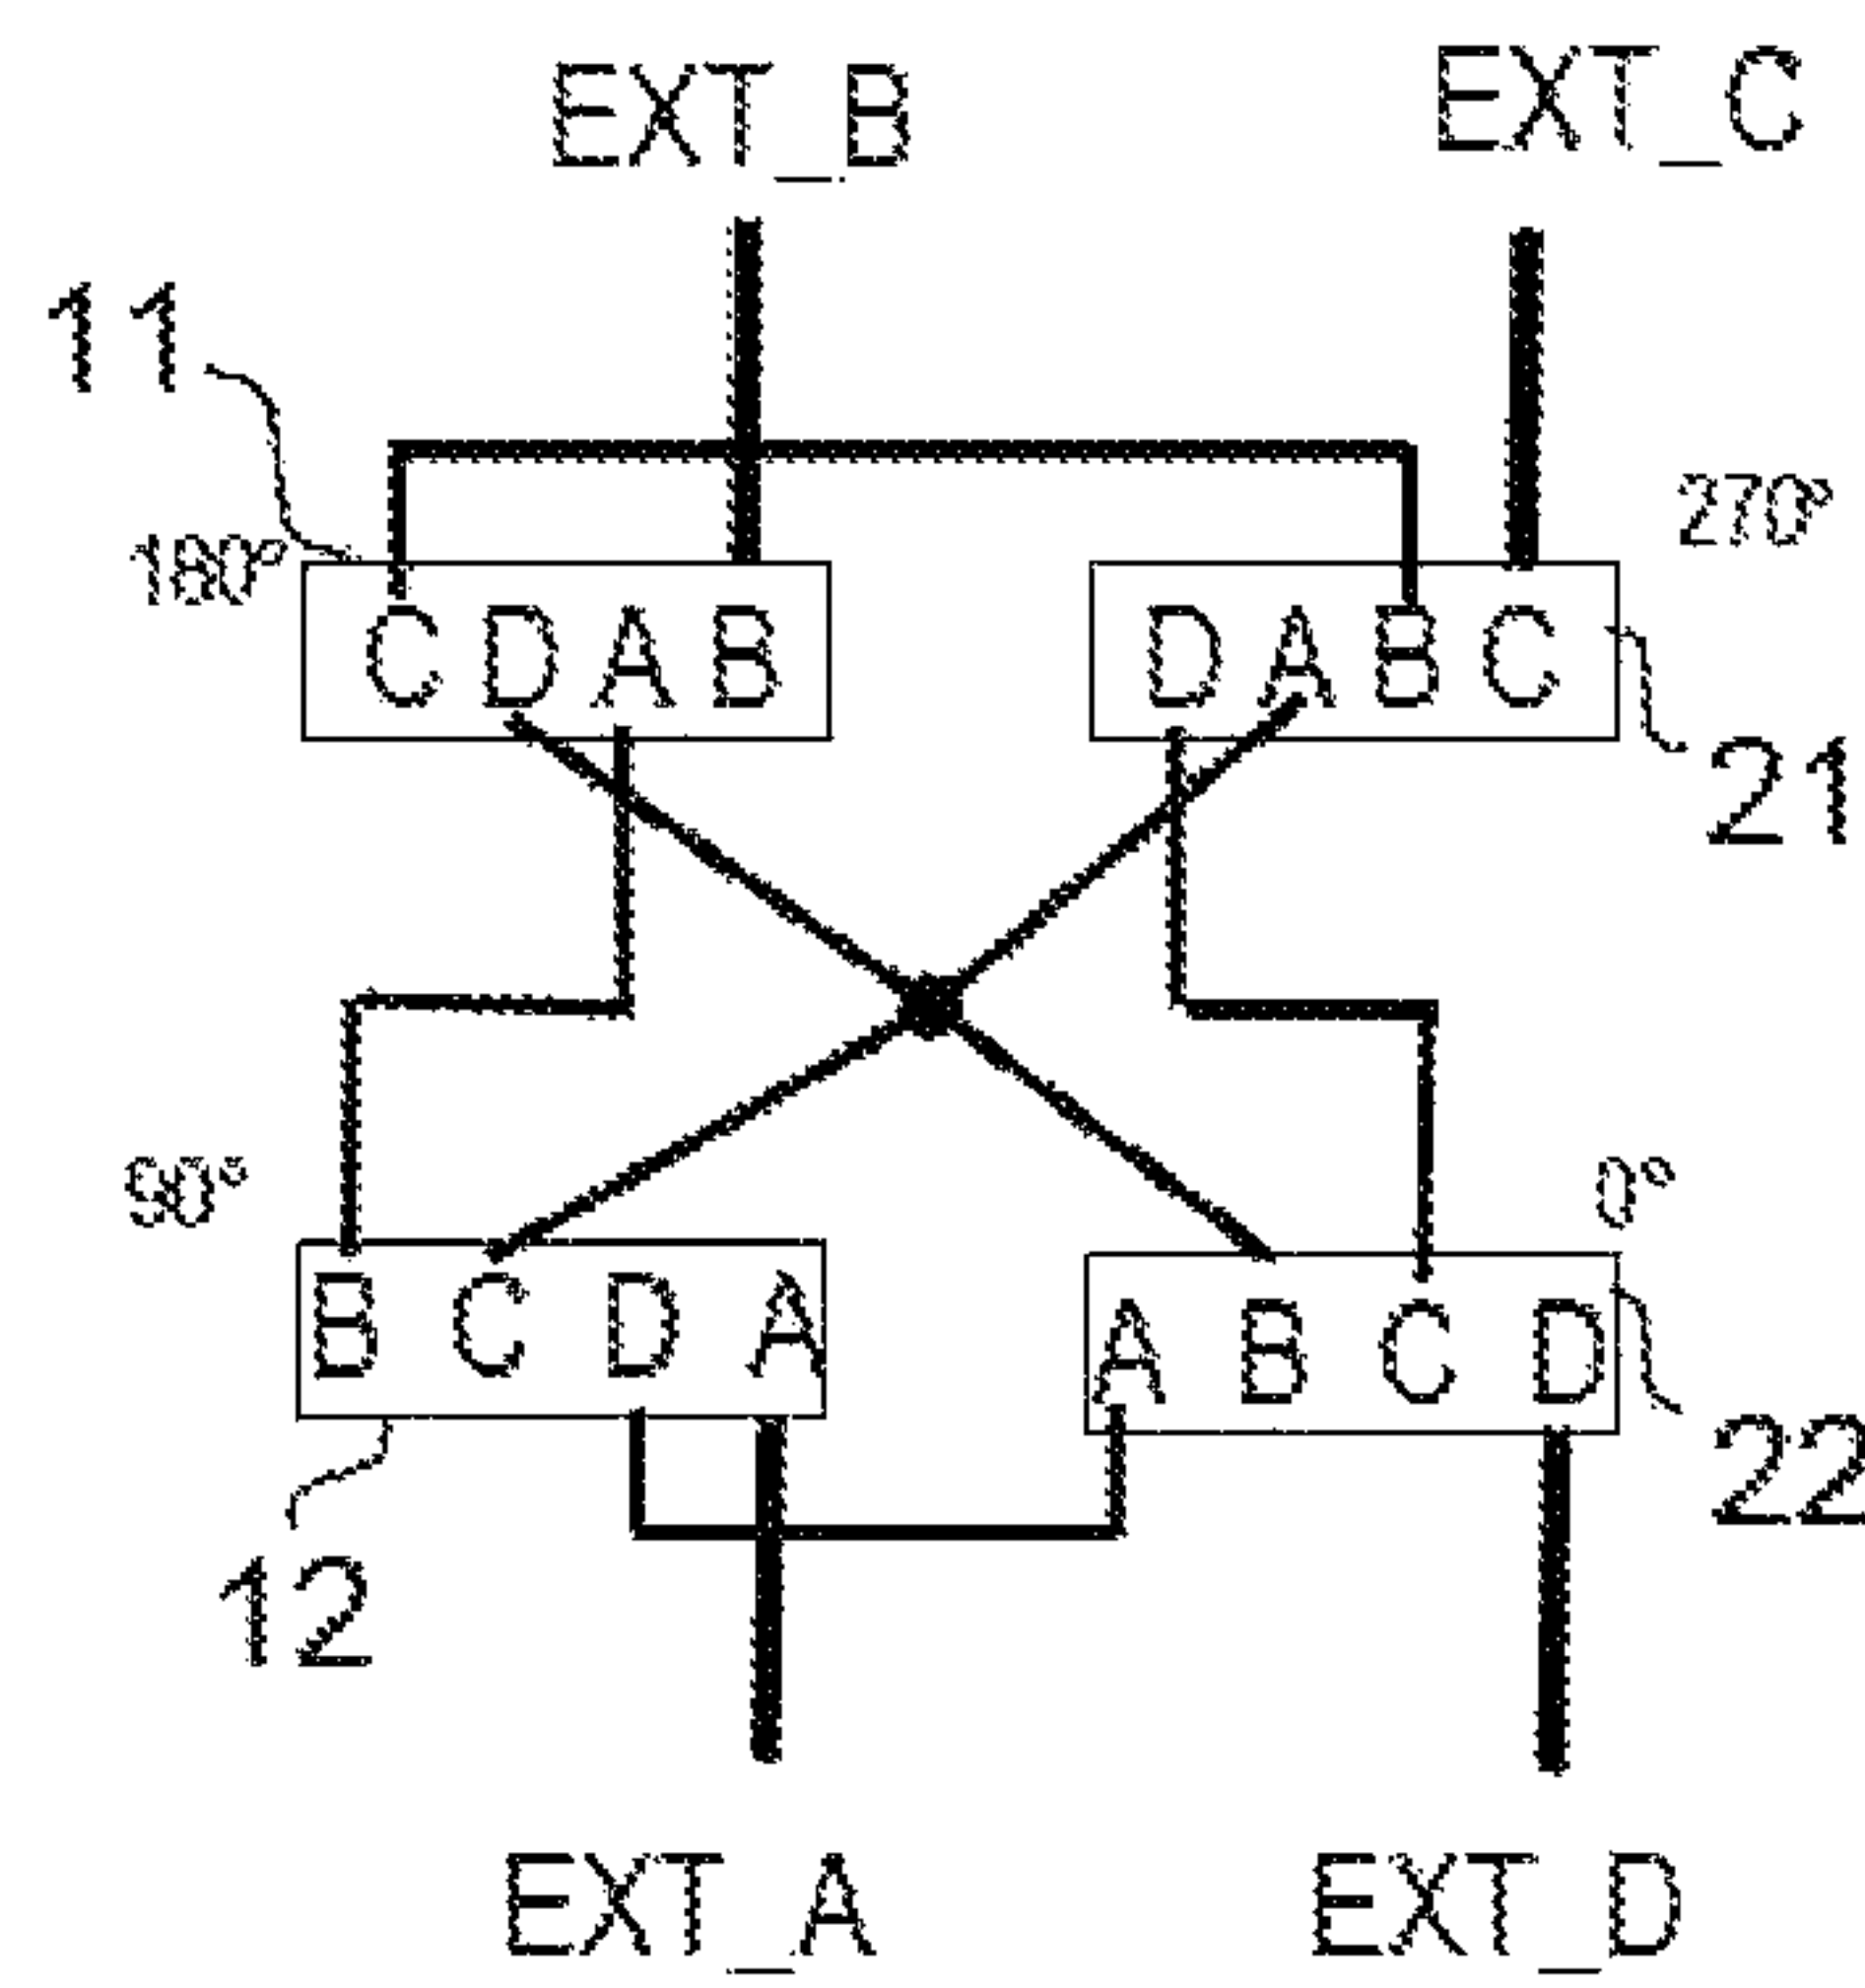 EXT_B
EXT_C
11
180°
270°
C D A B
D A B C
21
90°
0°
B C D A
A B C D
22
12
EXT_A
EXT_D